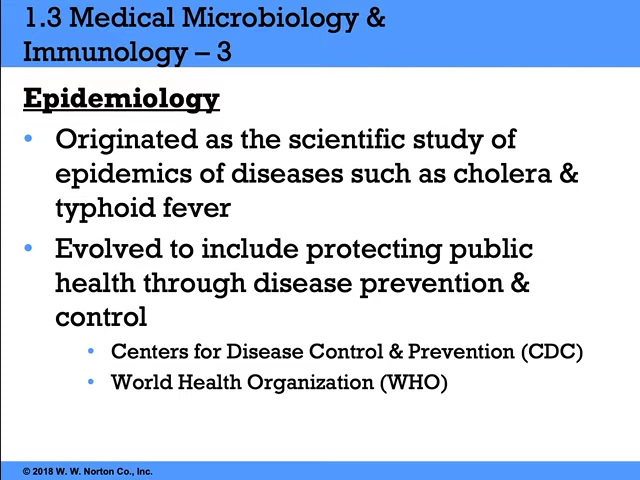 1.3 Medical Microbiology &
Immunology – 3
Epidemiology
• Originated as the scientific study of
epidemics of diseases such as cholera &
typhoid fever
• Evolved to include protecting public
health through disease prevention &
control
• Centers for Disease Control & Prevention (CDC)
• World Health Organization (WHO)
© 2018 W. W. Norton Co., Inc.